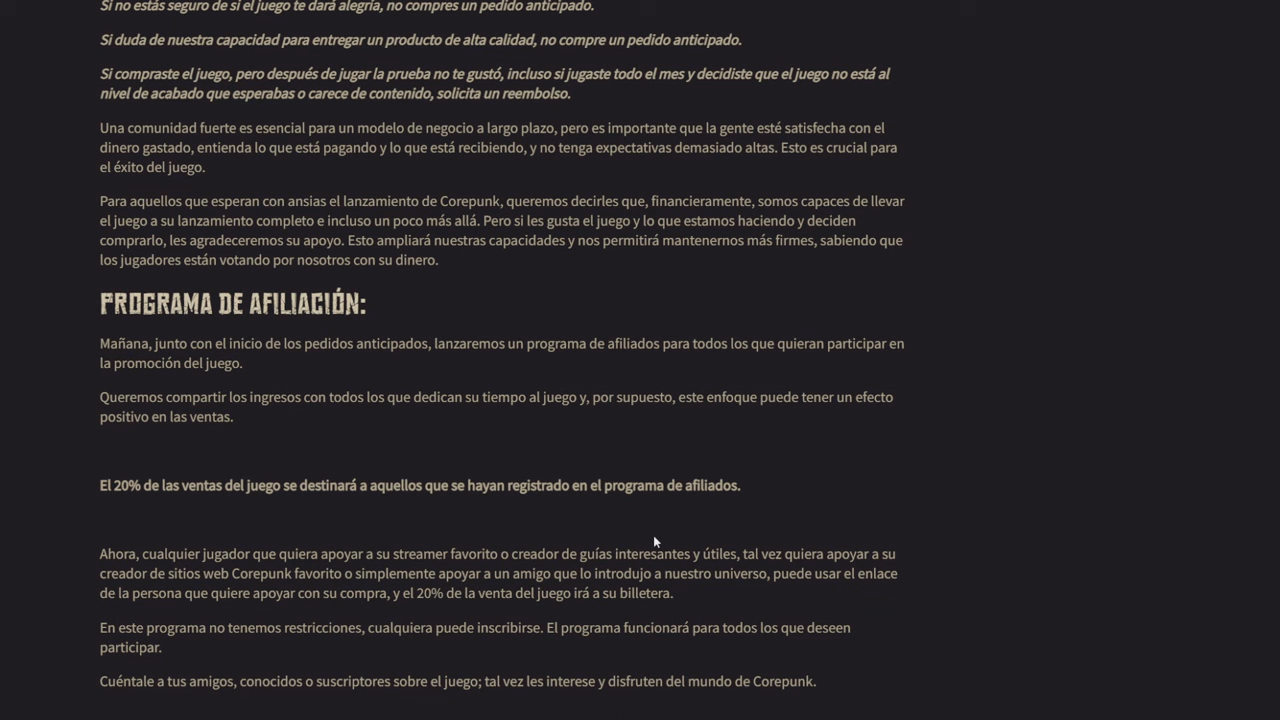 Si no estás seguro de si el juego te dará alegría, no compres un pedido anticipado.
Si duda de nuestra capacidad para entregar un producto de alta calidad, no compre un pedido anticipado.
Si compraste el juego, pero después de jugar la prueba no te gustó, incluso si jugaste todo el mes y decidiste que el juego no está al
nivel de acabado que esperabas o carece de contenido, solicita un reembolso.
Una comunidad fuerte es esencial para un modelo de negocio a largo plazo, pero es importante que la gente esté satisfecha con el
dinero gastado, entienda lo que está pagando y lo que está recibiendo, y no tenga expectativas demasiado altas. Esto es crucial para
el éxito del juego.
Para aquellos que esperan con ansias el lanzamiento de Corepunk, queremos decirles que, financieramente, somos capaces de llevar
el juego a su lanzamiento completo e incluso un poco más allá. Pero si les gusta el juego y lo que estamos haciendo y deciden
comprarlo, les agradeceremos su apoyo. Esto ampliará nuestras capacidades y nos permitirá mantenernos más firmes, sabiendo que
los jugadores están votando por nosotros con su dinero.
PROGRAMA DE AFILIACIÓN:
Mañana, junto con el inicio de los pedidos anticipados, lanzaremos un programa de afiliados para todos los que quieran participar en
la promoción del juego.
Queremos compartir los ingresos con todos los que dedican su tiempo al juego y, por supuesto, este enfoque puede tener un efecto
positivo en las ventas.
El 20% de las ventas del juego se destinará a aquellos que se hayan registrado en el programa de afiliados.
Ahora, cualquier jugador que quiera apoyar a su streamer favorito o creador de guías interesantes y útiles, tal vez quiera apoyar a su
creador de sitios web Corepunk favorito o simplemente apoyar a un amigo que lo introdujo a nuestro universo, puede usar el enlace
de la persona que quiere apoyar con su compra, y el 20% de la venta del juego irá a su billetera.
En este programa no tenemos restricciones, cualquiera puede inscribirse. El programa funcionará para todos los que deseen
participar.
Cuéntale a tus amigos, conocidos o suscriptores sobre el juego; tal vez les interese y disfruten del mundo de Corepunk.